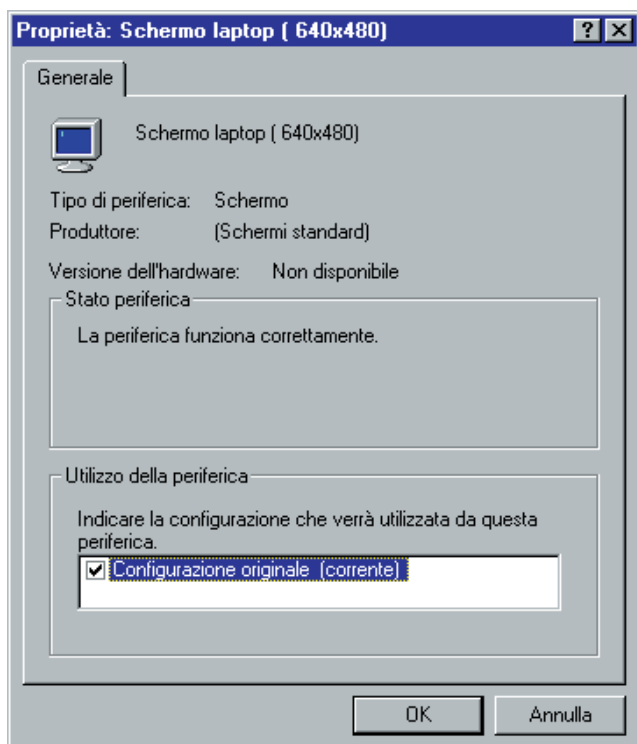 Proprietà: Schermo laptop ( 640x480)
Generale
Schermo laptop ( 640x480)
Tipo di periferica: Schermo
Produttore: (Schermi standard)
Versione dell'hardware: Non disponibile
Stato periferica
La periferica funziona correttamente.
Utilizzo della periferica
Indicare la configurazione che verrà utilizzata da questa
periferica.
Configurazione originale (corrente)
OK Annulla